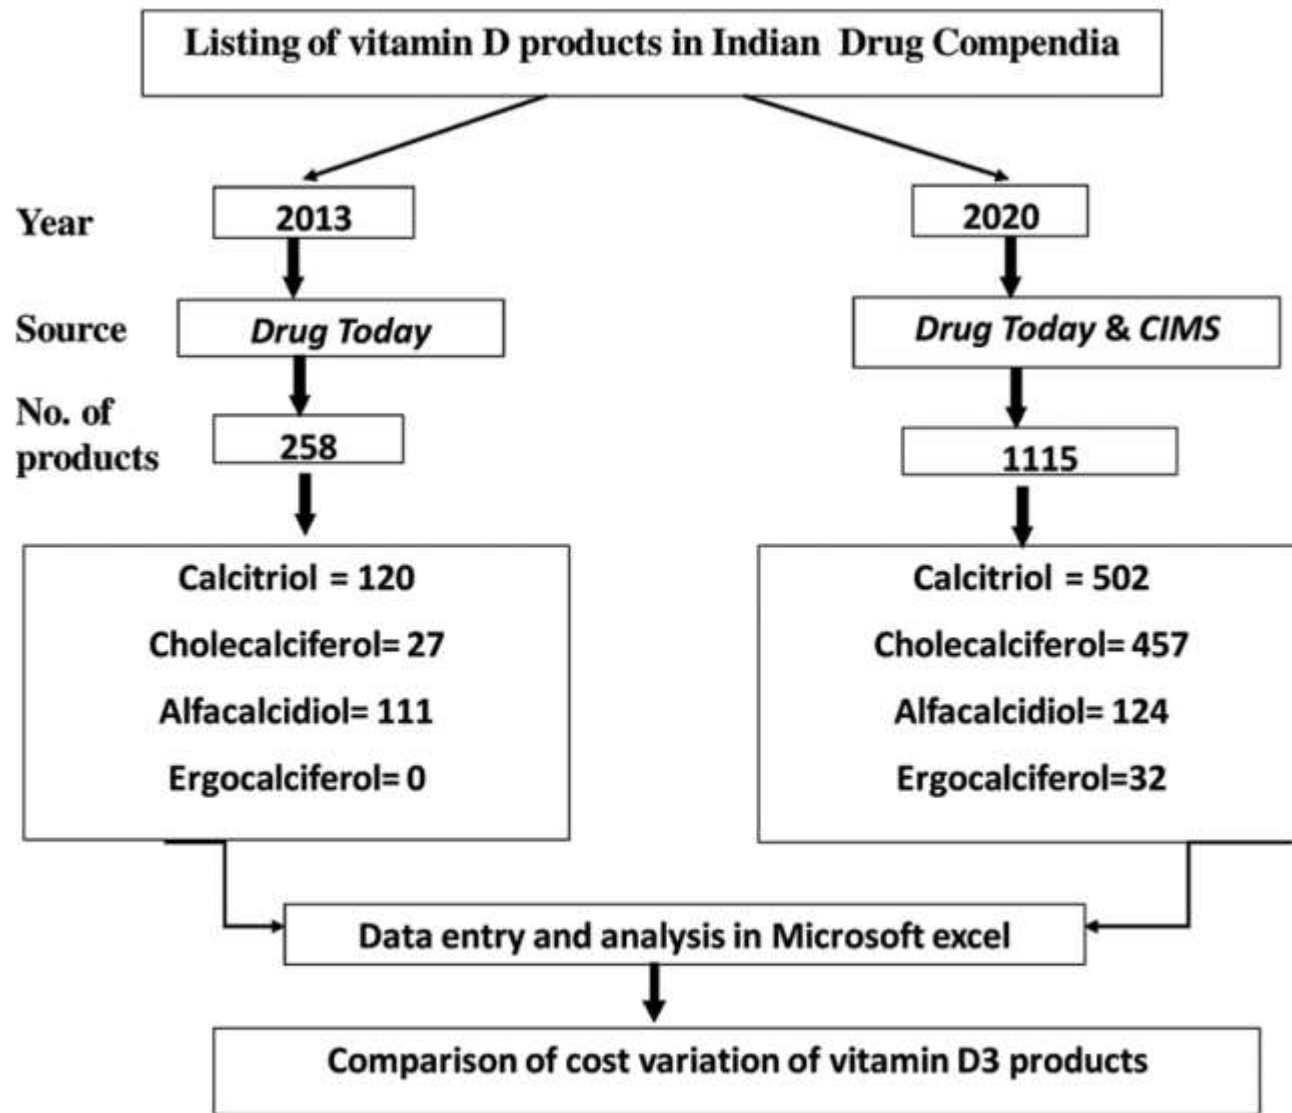 Listing of vitamin D products in Indian Drug Compendia
Year
2013
2020
Source
Drug Today
Drug Today & CIMS
No. of
products
258
1115
Calcitriol = 120
Cholecalciferol= 27
Alfacalcidiol= 111
Ergocalciferol= 0
Calcitriol = 502
Cholecalciferol= 457
Alfacalcidiol= 124
Ergocalciferol=32
Data entry and analysis in Microsoft excel
Comparison of cost variation of vitamin D3 products